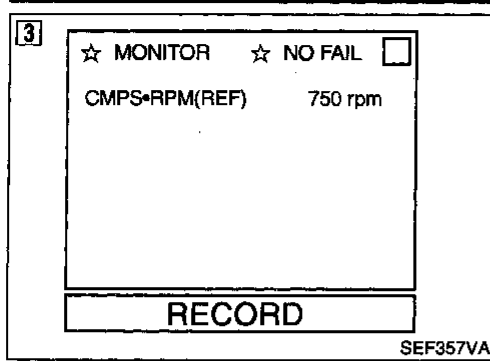 3
☆ MONITOR ☆ NO FAIL
CMPS•RPM(REF) 750 rpm
RECORD
SEF357VA